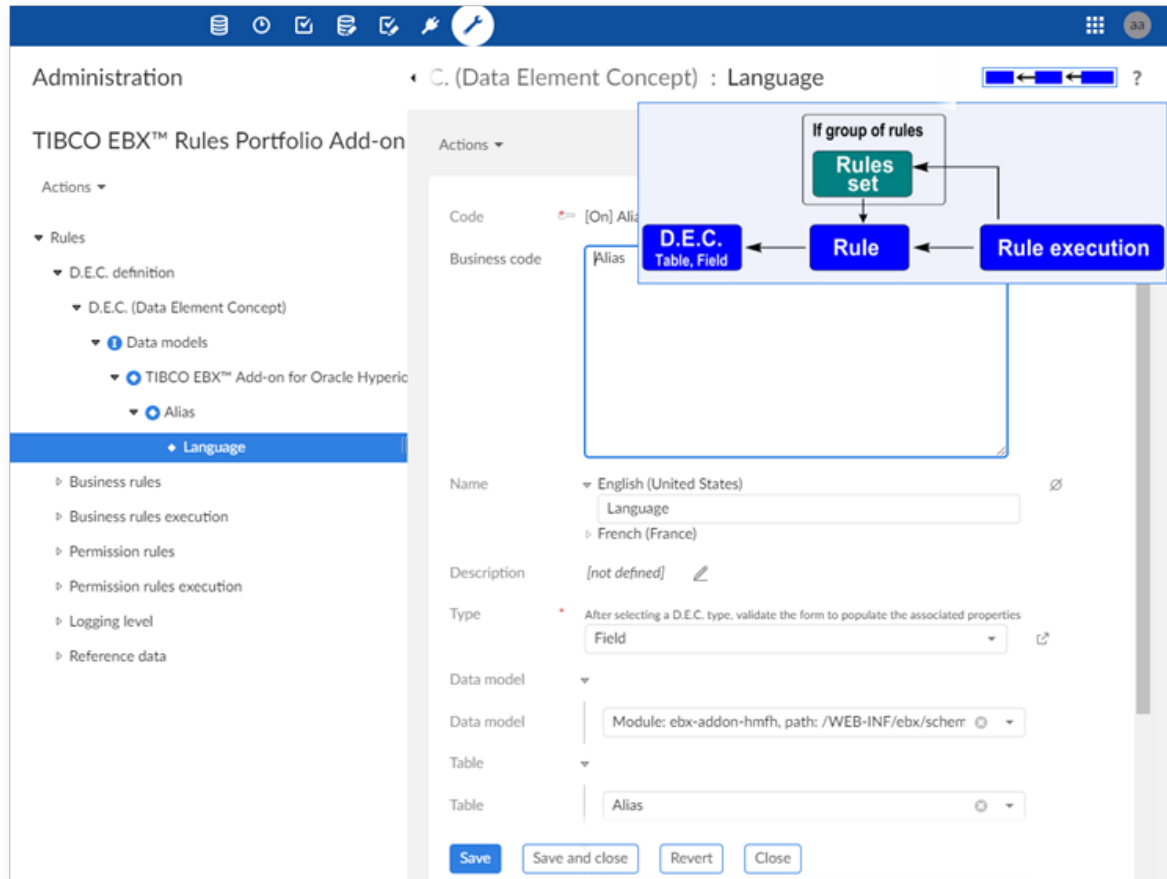 aa
Administration
C. (Data Element Concept) : Language
?
TIBCO EBX™ Rules Portfolio Add-on
Actions
Rules
D.E.C. definition
D.E.C. (Data Element Concept)
Data models
TIBCO EBX™ Add-on for Oracle Hyperic
Alias
Language
Business rules
Business rules execution
Permission rules
Permission rules execution
Logging level
Reference data
Actions
If group of rules
Rules
set
D.E.C.
Table, Field
Rule
Rule execution
Code [On] Alia
Business code Alias
Name English (United States)
Language
French (France)
Description [not defined]
Type * After selecting a D.E.C. type, validate the form to populate the associated properties
Field
Data model
Data model Module: ebx-addon-hmfh, path: /WEB-INF/ebx/schem
Table
Table Alias
Save Save and close Revert Close